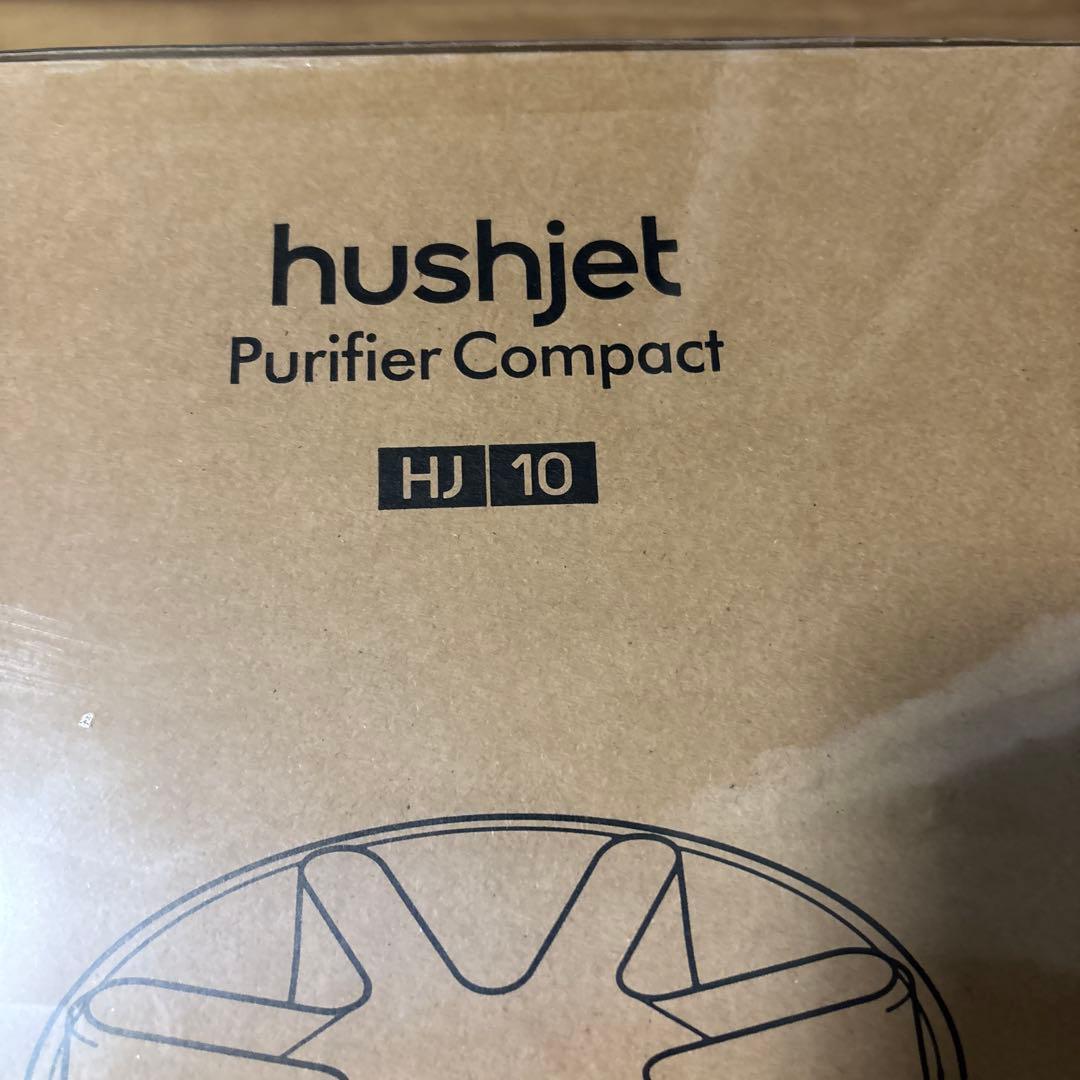 hushjet
Purifier Compact
HJ 10